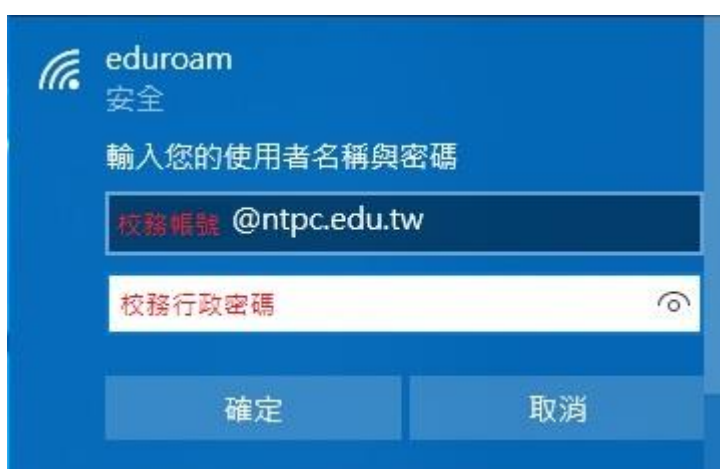 eduroam
安全
輸入您的使用者名稱與密碼
校務帳號 @ntpc.edu.tw
校務行政密碼
確定 取消